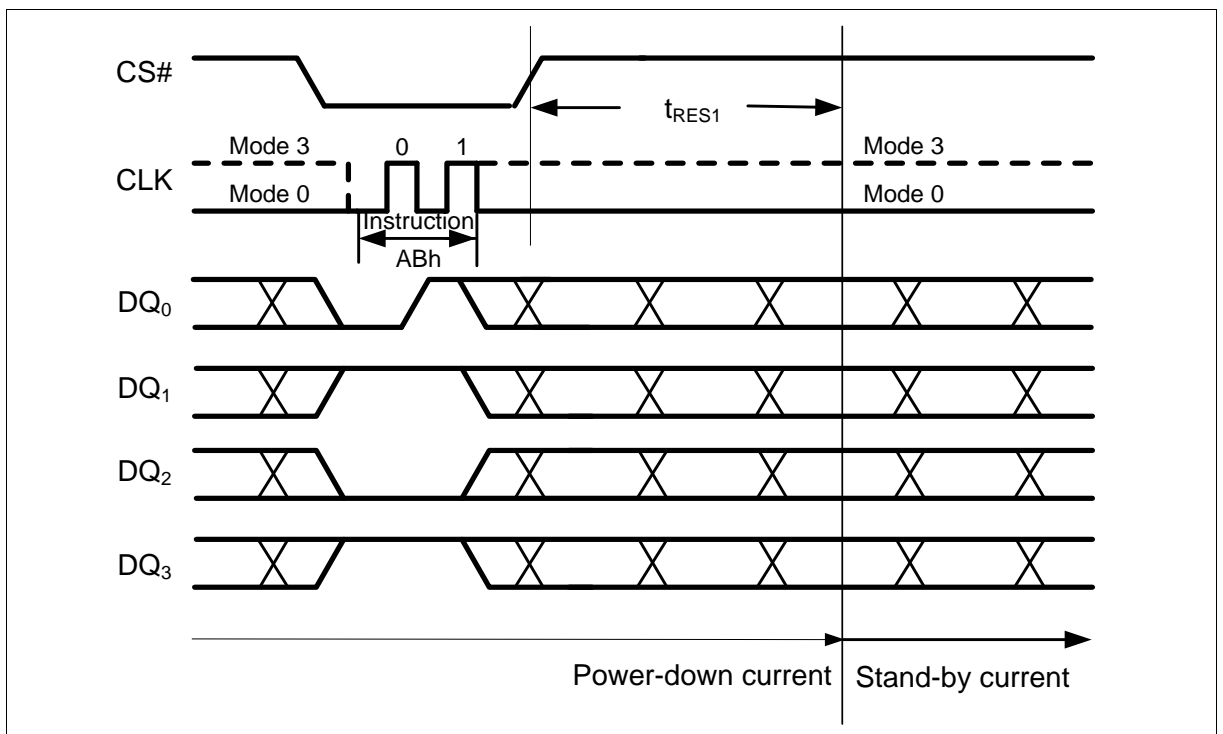 CS#
tRES1
Mode 3 0 1 Mode 3
CLK
Mode 0 Mode 0
Instruction
ABh
DQ0
DQ1
DQ2
DQ3
Power-down current Stand-by current